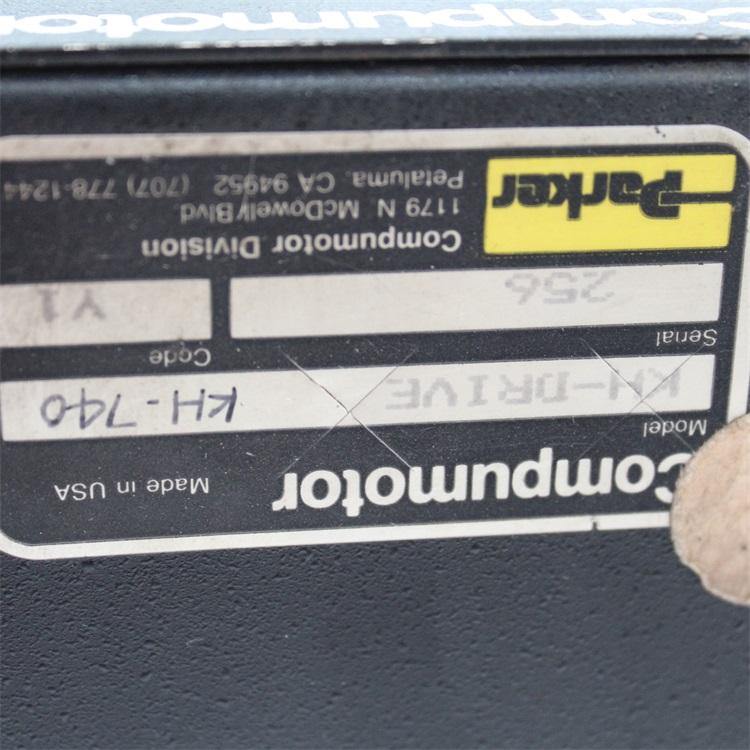 Compumotor
Made in USA
Model
KH-DRIVE KH-740
Serial
Code
256
Y1
Parker
Compumotor Division
1179 N. McDowell Blvd.
Petaluma, CA 94952 (707) 778-1244
Compumotor